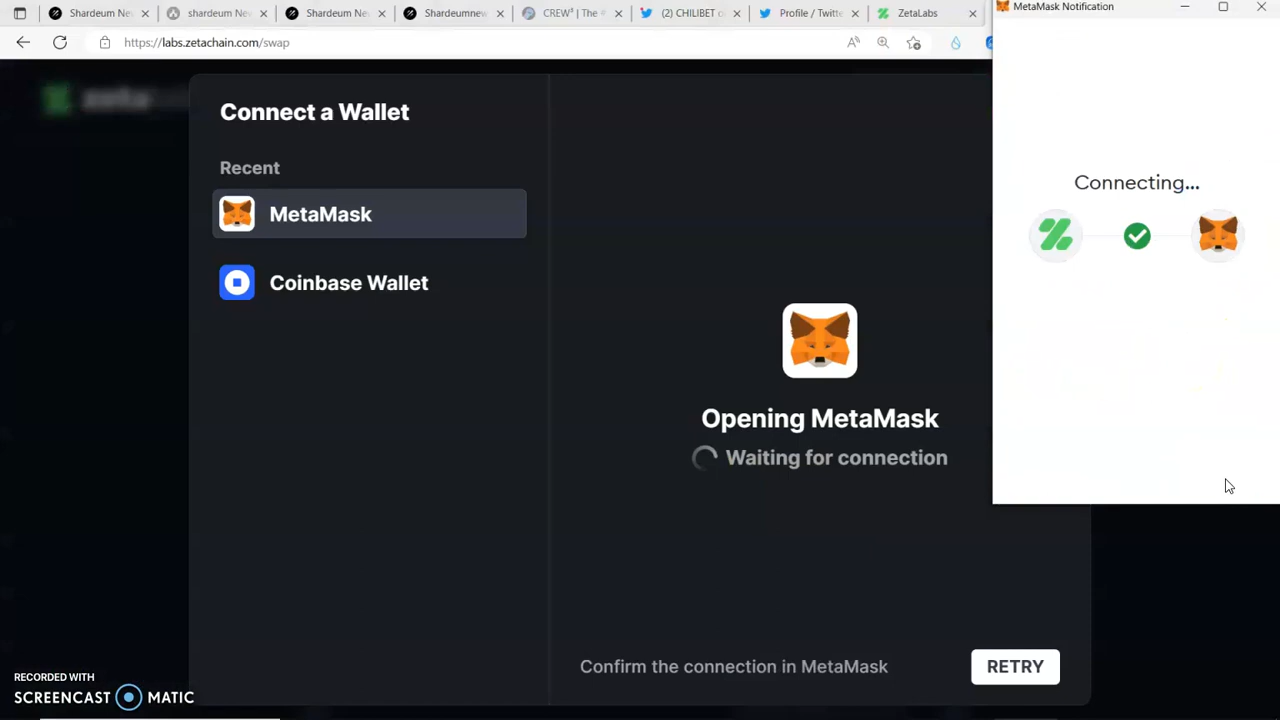 Shardeum Ne
shardeum Ne
Shardeum Ne
Shardeumnew
CREW³ | The
(2) CHILIBET o
Profile / Twitte
ZetaLabs
MetaMask Notification
https://labs.zetachain.com/swap
Connect a Wallet
Recent
MetaMask
Coinbase Wallet
Connecting...
Opening MetaMask
Waiting for connection
Confirm the connection in MetaMask
RETRY
RECORDED WITH
SCREENCAST MATIC